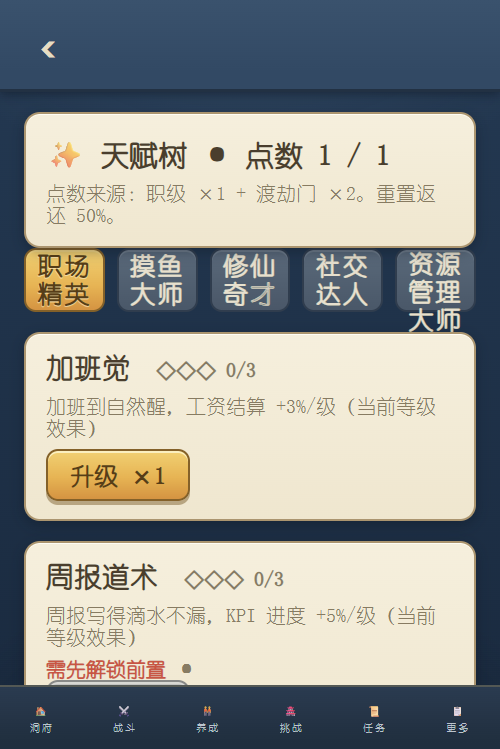 天赋树 • 点数 1 / 1
点数来源: 职级 ×1 + 渡劫门 ×2。重置返
还 50%。
职场
精英
摸鱼
大师
修仙
奇才
社交
达人
资源
管理
大师
加班觉 ◇◇◇ 0/3
加班到自然醒, 工资结算 +3%/级 (当前等级
效果)
升级 ×1
周报道术 ◇◇◇ 0/3
周报写得滴水不漏, KPI 进度 +5%/级 (当前
等级效果)
需先解锁前置 •
洞府
战斗
养成
挑战
任务
更多